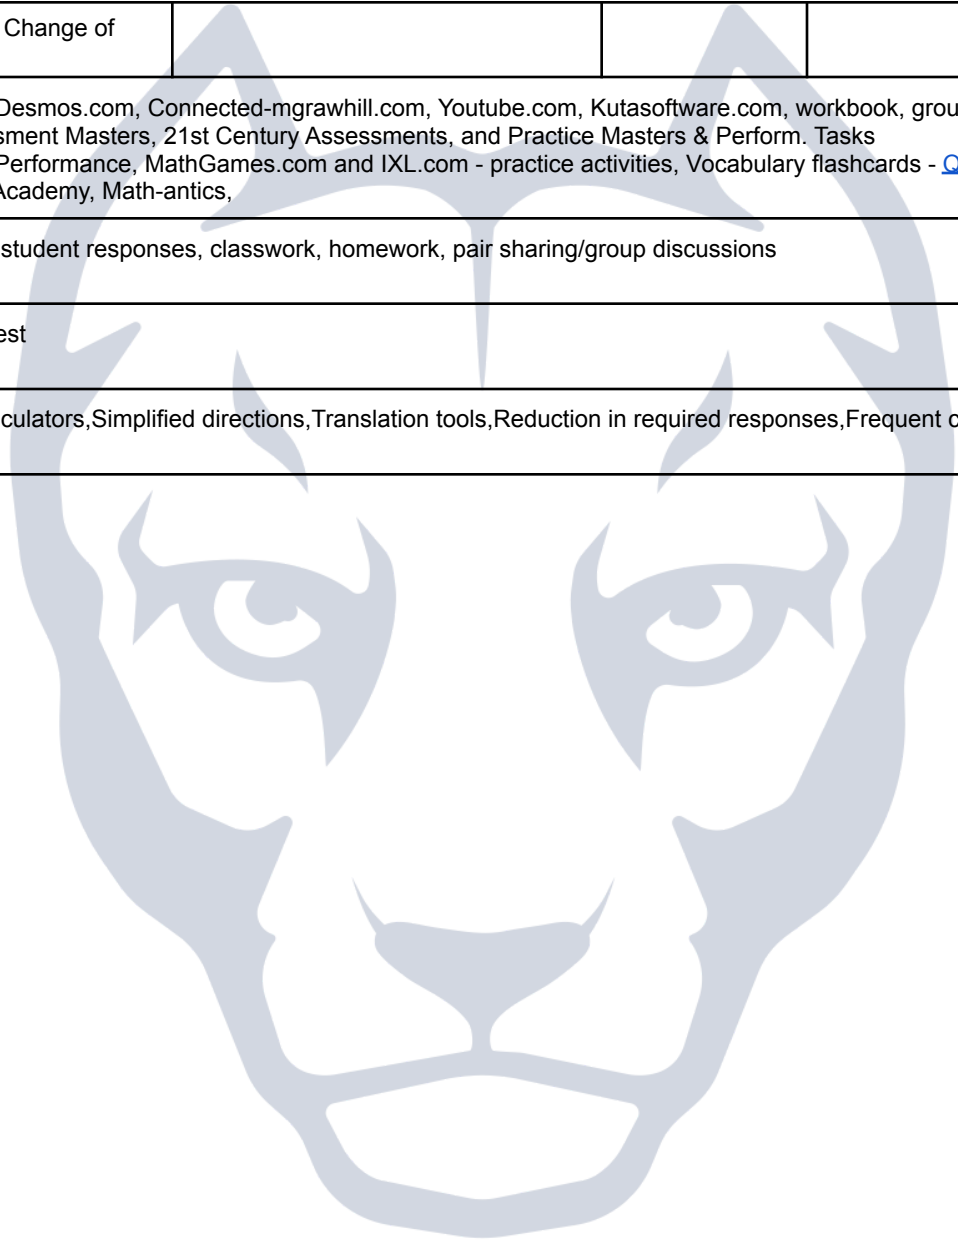 Change of
Desmos.com, Connected-mgrawhill.com, Youtube.com, Kutasoftware.com, workbook, grou
sment Masters, 21st Century Assessments, and Practice Masters & Perform. Tasks
Performance, MathGames.com and IXL.com - practice activities, Vocabulary flashcards - Q
Academy, Math-antics,
student responses, classwork, homework, pair sharing/group discussions
est
culators,Simplified directions,Translation tools,Reduction in required responses,Frequent c